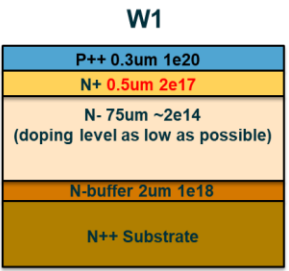 W1
P++ 0.3um 1e20
N+ 0.5um 2e17
N- 75um ~2e14
(doping level as low as possible)
N-buffer 2um 1e18
N++ Substrate